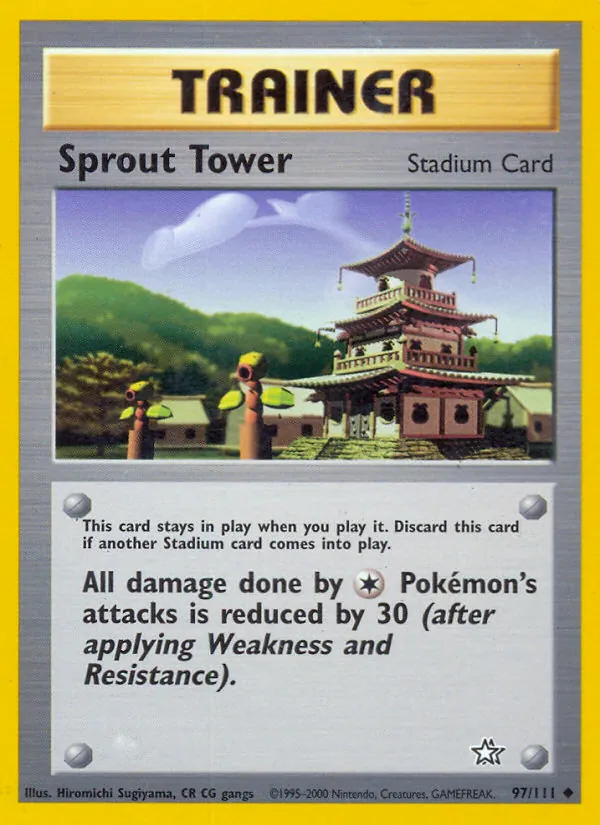 TRAINER
Sprout Tower
Stadium Card
This card stays in play when you play it. Discard this card
if another Stadium card comes into play.
All damage done by Pokémon's
attacks is reduced by 30 (after
applying Weakness and
Resistance).
Illus. Hiromichi Sugiyama, CR CG gangs ©1995-2000 Nintendo, Creatures, GAMEFREAK. 97/111